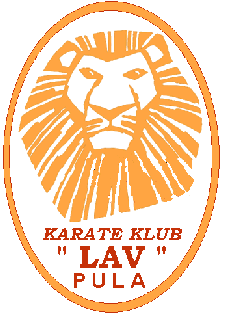 KARATE KLUB
" LAV "
PULA